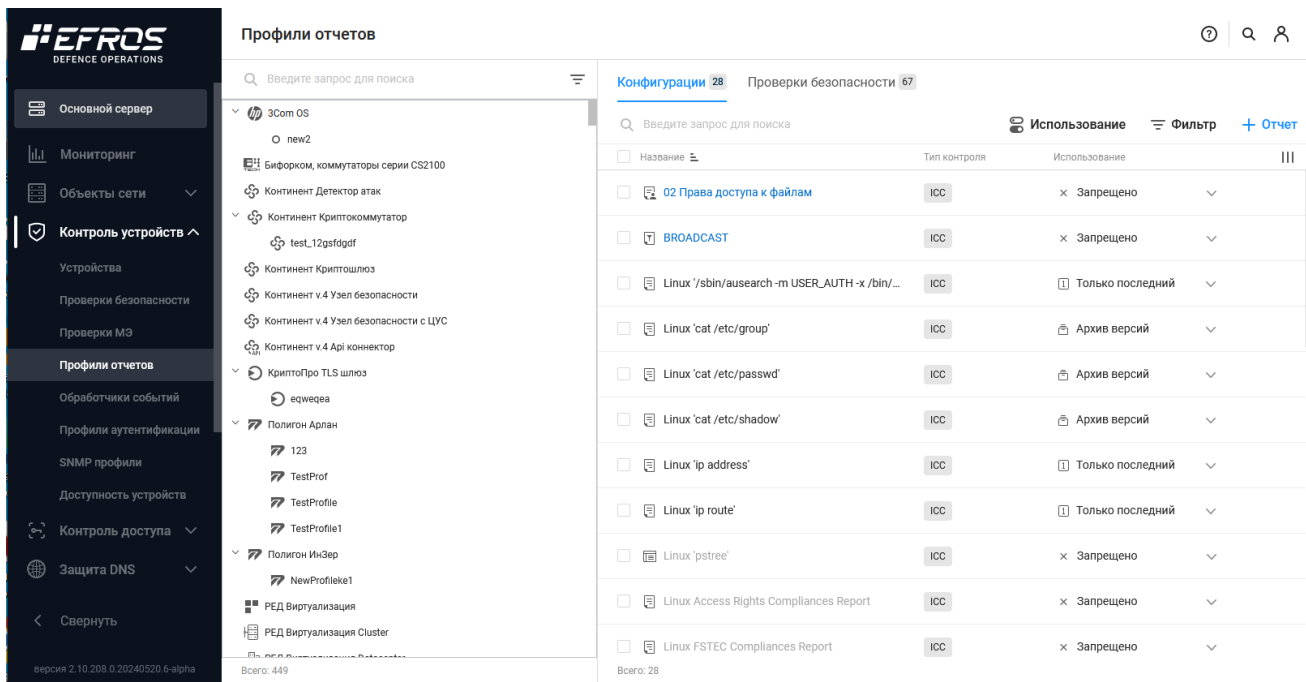 EFROS
DEFENCE OPERATIONS
Основной сервер
Мониторинг
Объекты сети
Контроль устройств
Устройства
Проверки безопасности
Проверки МЭ
Профили отчетов
Обработчики событий
Профили аутентификации
SNMP профили
Доступность устройств
Контроль доступа
Защита DNS
Свернуть
версия 2.10.208.0.20240520.6-alpha
Профили отчетов
Введите запрос для поиска
3Com OS
new2
Бифорком, коммутаторы серии CS2100
Континент Детектор атак
Континент Криптокоммутатор
test_12gsfdgdf
Континент Криптошлюз
Континент v.4 Узел безопасности
Континент v.4 Узел безопасности с ЦУС
Континент v.4 Api коннектор
КриптоПро TLS шлюз
eqweqea
Полигон Арлан
123
TestProf
TestProfile
TestProfile1
Полигон ИнЗер
NewProfileke1
РЕД Виртуализация
РЕД Виртуализация Cluster
РЕД Виртуализация Datacenter
Всего: 449
Конфигурации 28 Проверки безопасности 67
Введите запрос для поиска Использование Фильтр + Отчет
Название Тип контроля Использование
02 Права доступа к файлам ICC Запрещено
BROADCAST ICC Запрещено
Linux '/sbin/ausearch -m USER_AUTH -x /bin/... ICC Только последний
Linux 'cat /etc/group' ICC Архив версий
Linux 'cat /etc/passwd' ICC Архив версий
Linux 'cat /etc/shadow' ICC Архив версий
Linux 'ip address' ICC Только последний
Linux 'ip route' ICC Только последний
Linux 'pstree' ICC Запрещено
Linux Access Rights Compliances Report ICC Запрещено
Linux FSTEC Compliances Report ICC Запрещено
Всего: 28